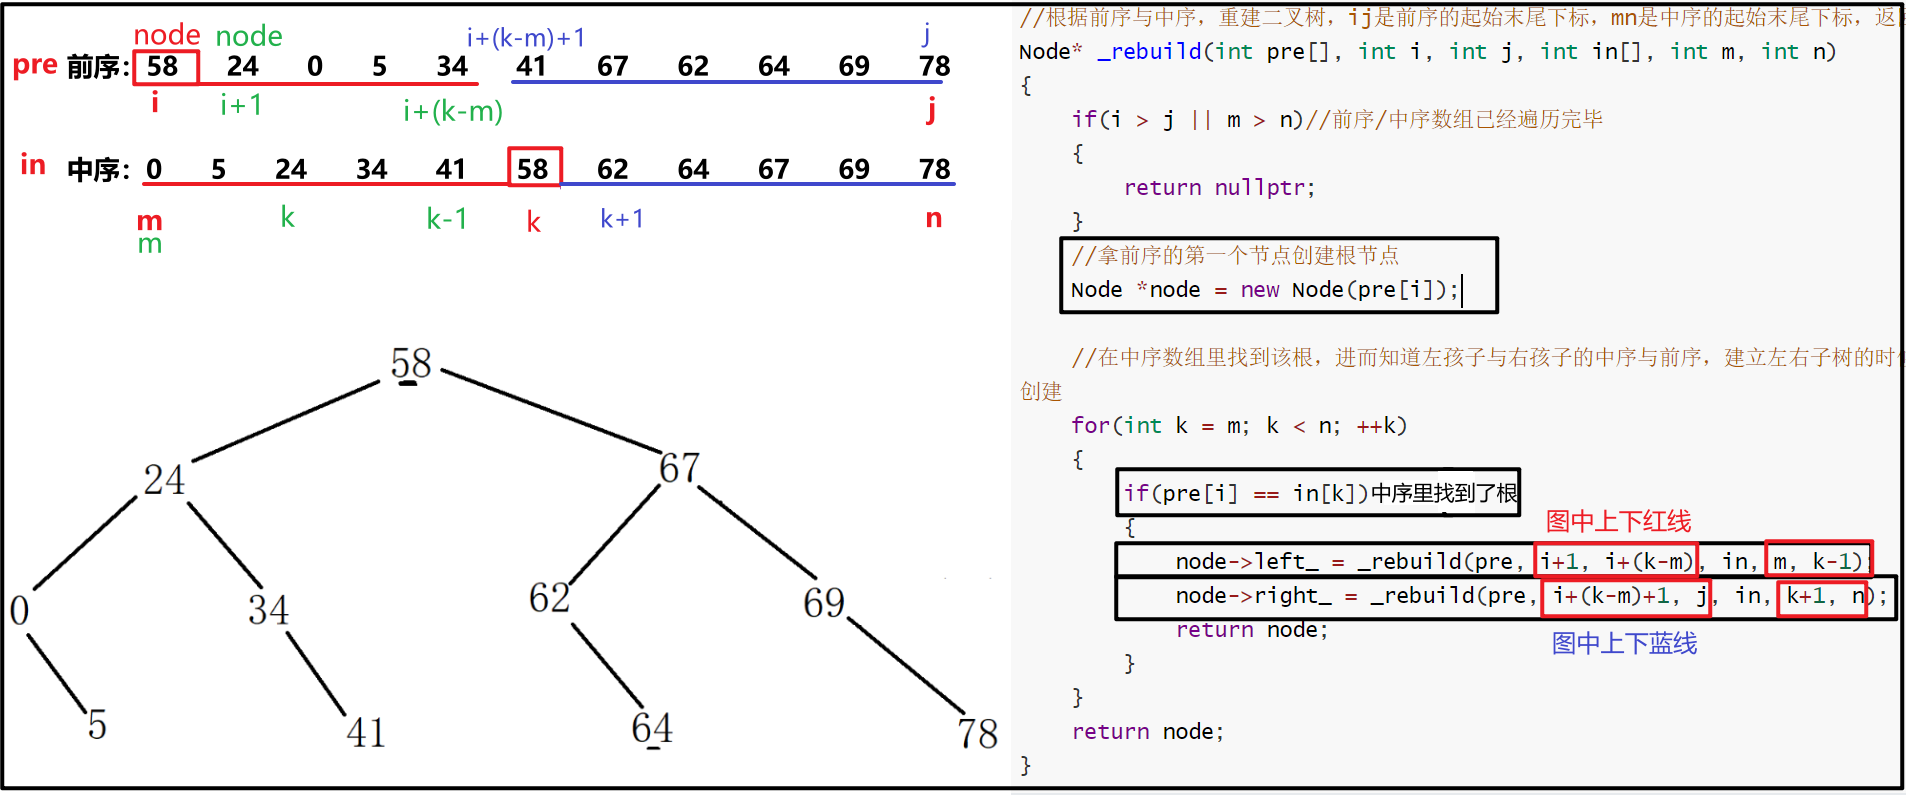 node node i+(k-m)+1 j
pre 前序: 58 24 0 5 34 41 67 62 64 69 78
i i+1 i+(k-m) j
in 中序: 0 5 24 34 41 58 62 64 67 69 78
m k k-1 k k+1 n
m
58
24 67
0 34 62 69
5 41 64 78
//根据前序与中序，重建二叉树，ij是前序的起始末尾下标，mn是中序的起始末尾下标，返
Node* _rebuild(int pre[], int i, int j, int in[], int m, int n)
{
if(i > j || m > n)//前序/中序数组已经遍历完毕
{
return nullptr;
}
//拿前序的第一个节点创建根节点
Node *node = new Node(pre[i]);
//在中序数组里找到该根，进而知道左孩子与右孩子的中序与前序，建立左右子树的时
创建
for(int k = m; k < n; ++k)
{
if(pre[i] == in[k])中序里找到了根
图中上下红线
{
node->left_ = _rebuild(pre, i+1, i+(k-m), in, m, k-1);
node->right_ = _rebuild(pre, i+(k-m)+1, j, in, k+1, n);
return node;
图中上下蓝线
}
}
return node;
}